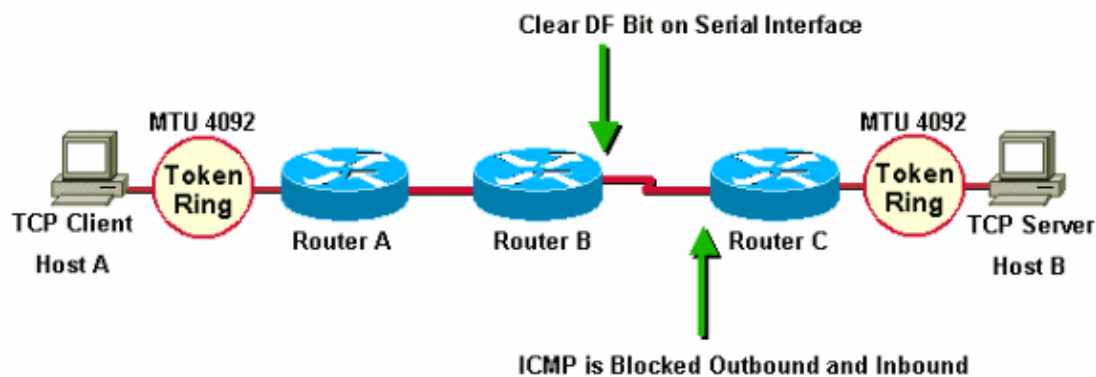 Clear DF Bit on Serial Interface
MTU 4092
MTU 4092
Token
Ring
Token
Ring
TCP Client
Host A
Router A
Router B
Router C
TCP Server
Host B
ICMP is Blocked Outbound and Inbound